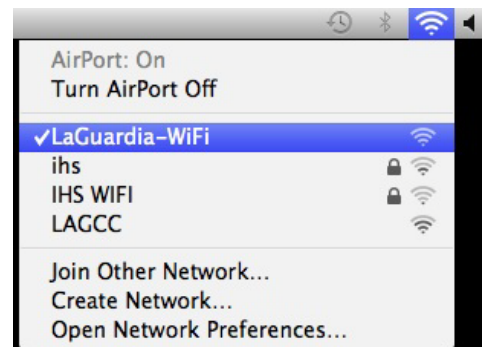 AirPort: On
Turn AirPort Off
✓LaGuardia-WiFi
ihs
IHS WIFI
LAGCC
Join Other Network...
Create Network...
Open Network Preferences...